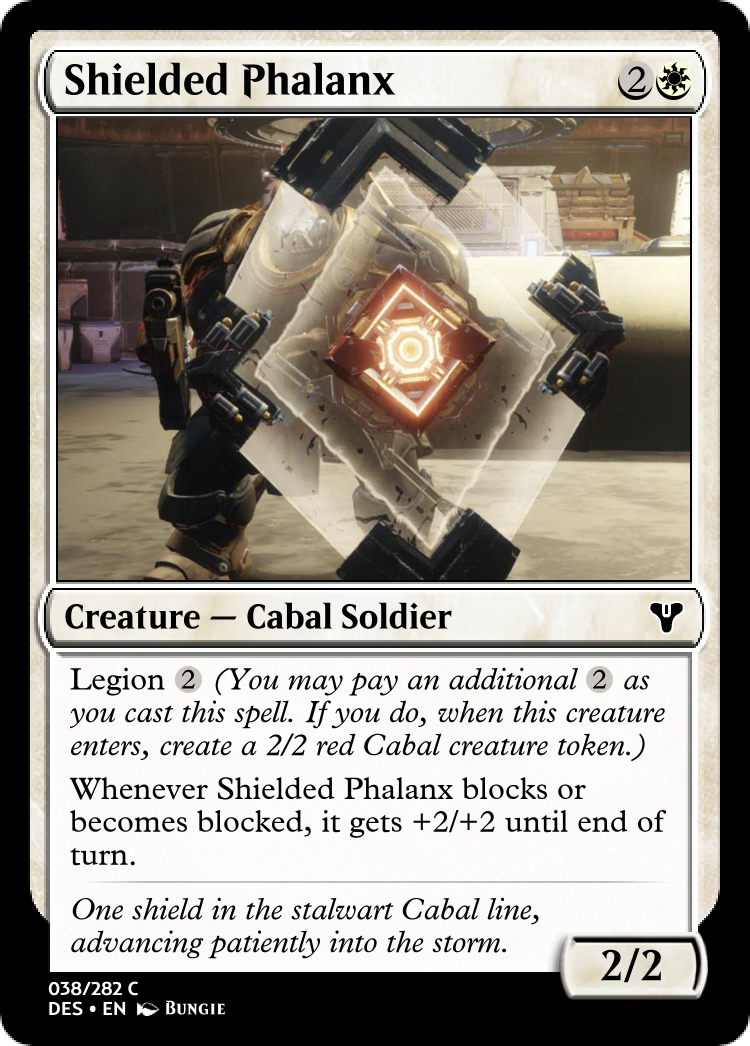 Shielded Phalanx 2
Creature — Cabal Soldier
Legion 2 (You may pay an additional 2 as
you cast this spell. If you do, when this creature
enters, create a 2/2 red Cabal creature token.)
Whenever Shielded Phalanx blocks or
becomes blocked, it gets +2/+2 until end of
turn.
One shield in the stalwart Cabal line,
advancing patiently into the storm.
2/2
038/282 C
DES • EN Bungie